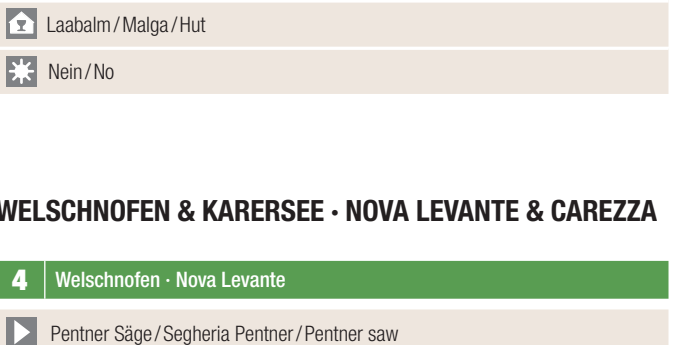 Laabalm/Malga/Hut
Nein/No
WELSCHNOFEN & KARERSEE · NOVA LEVANTE & CAREZZA
4 Welschnofen · Nova Levante
Pentner Säge/Segheria Pentner/Pentner saw